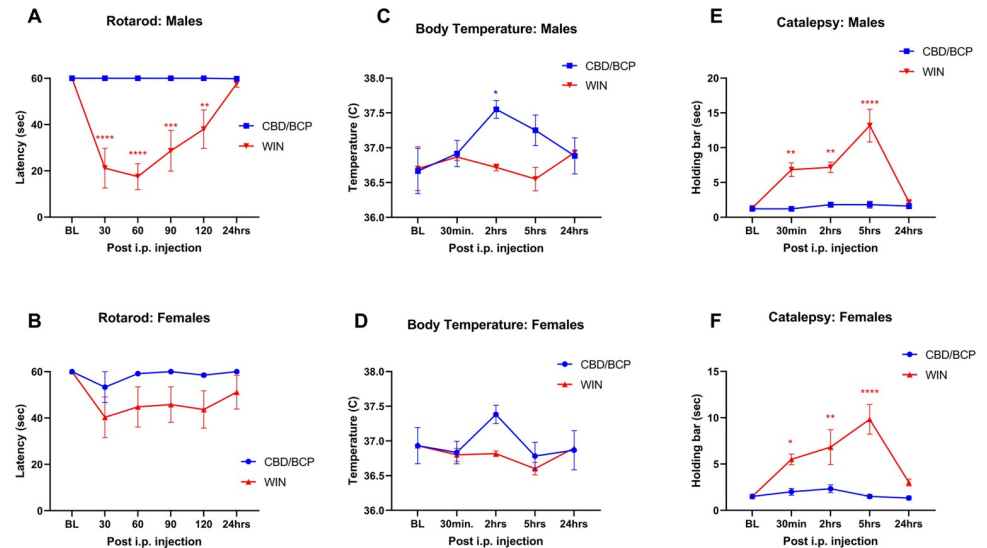 A
Rotarod: Males
Latency (sec)
60
40
20
0
****
****
***
**
CBD/BCP
WIN
BL 30 60 90 120 24hrs
Post i.p. injection
C
Body Temperature: Males
Temperature (C)
38.0
37.5
37.0
36.5
36.0
*
CBD/BCP
WIN
BL 30min. 2hrs 5hrs 24hrs
Post i.p. injection
E
Catalepsy: Males
Holding bar (sec)
20
15
10
5
0
**
**
****
CBD/BCP
WIN
BL 30min 2hrs 5hrs 24hrs
Post i.p. injection
B
Rotarod: Females
Latency (sec)
60
40
20
0
CBD/BCP
WIN
BL 30 60 90 120 24hrs
Post i.p. injection
D
Body Temperature: Females
Temperature (C)
38.0
37.5
37.0
36.5
36.0
CBD/BCP
WIN
BL 30min. 2hrs 5hrs 24hrs
Post i.p. injection
F
Catalepsy: Females
Holding bar (sec)
15
10
5
0
*
**
****
CBD/BCP
WIN
BL 30min 2hrs 5hrs 24hrs
Post i.p. injection